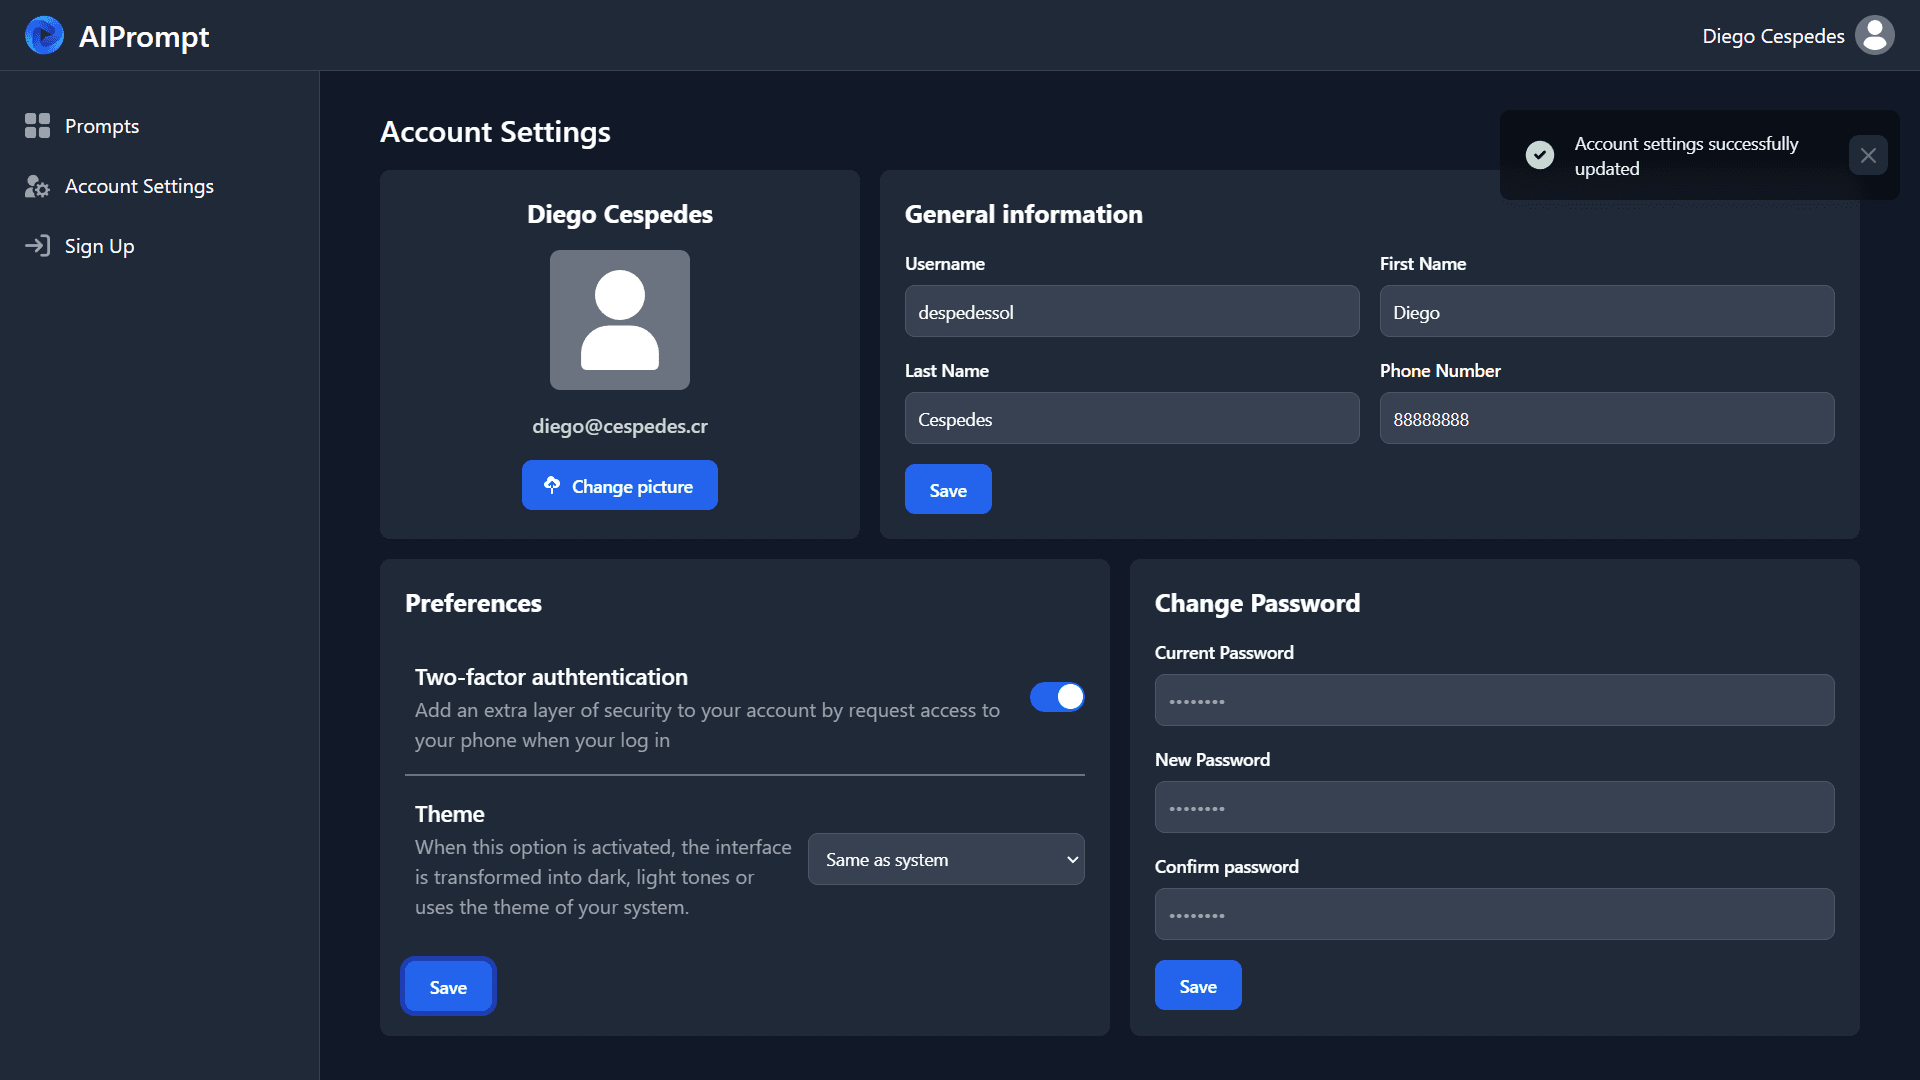 AIPrompt
Diego Cespedes
Prompts
Account Settings
Sign Up
Account Settings
Account settings successfully
updated
Diego Cespedes
diego@cespedes.cr
Change picture
General information
Username
First Name
despedessol
Diego
Last Name
Phone Number
Cespedes
88888888
Save
Preferences
Two-factor authtentication
Add an extra layer of security to your account by request access to
your phone when your log in
Theme
When this option is activated, the interface
is transformed into dark, light tones or
uses the theme of your system.
Same as system
Save
Change Password
Current Password
••••••••
New Password
••••••••
Confirm password
••••••••
Save